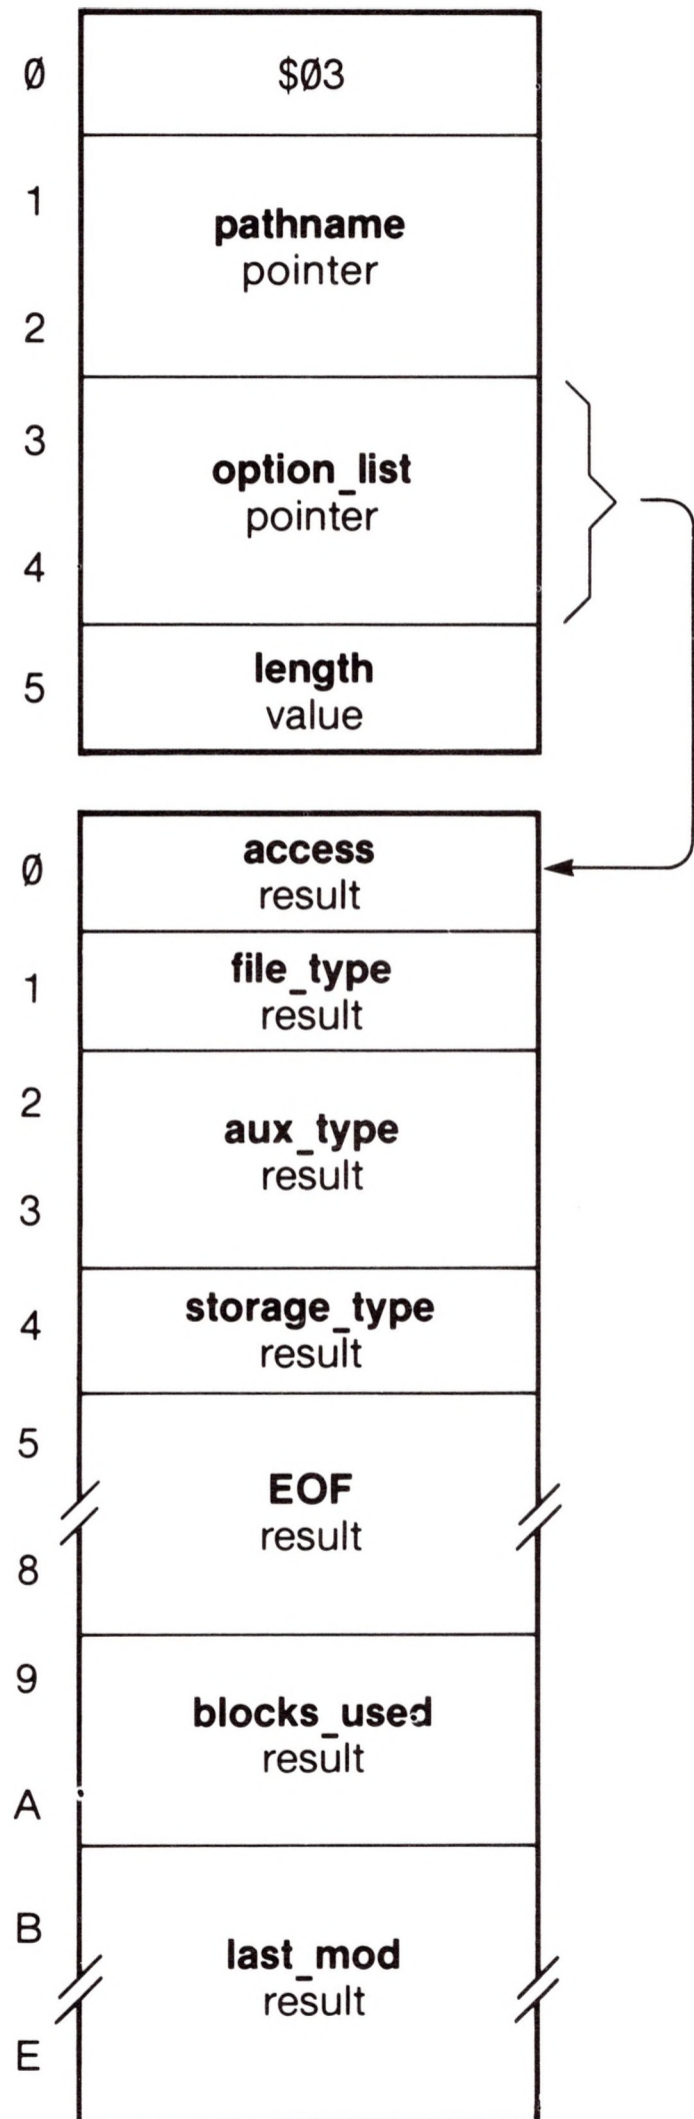 Ø
$Ø3
1
pathname
pointer
2
3
option_list
pointer
4
5
length
value
Ø
access
result
1
file_type
result
2
aux_type
result
3
4
storage_type
result
5
EOF
result
8
9
blocks_used
result
A
B
last_mod
result
E